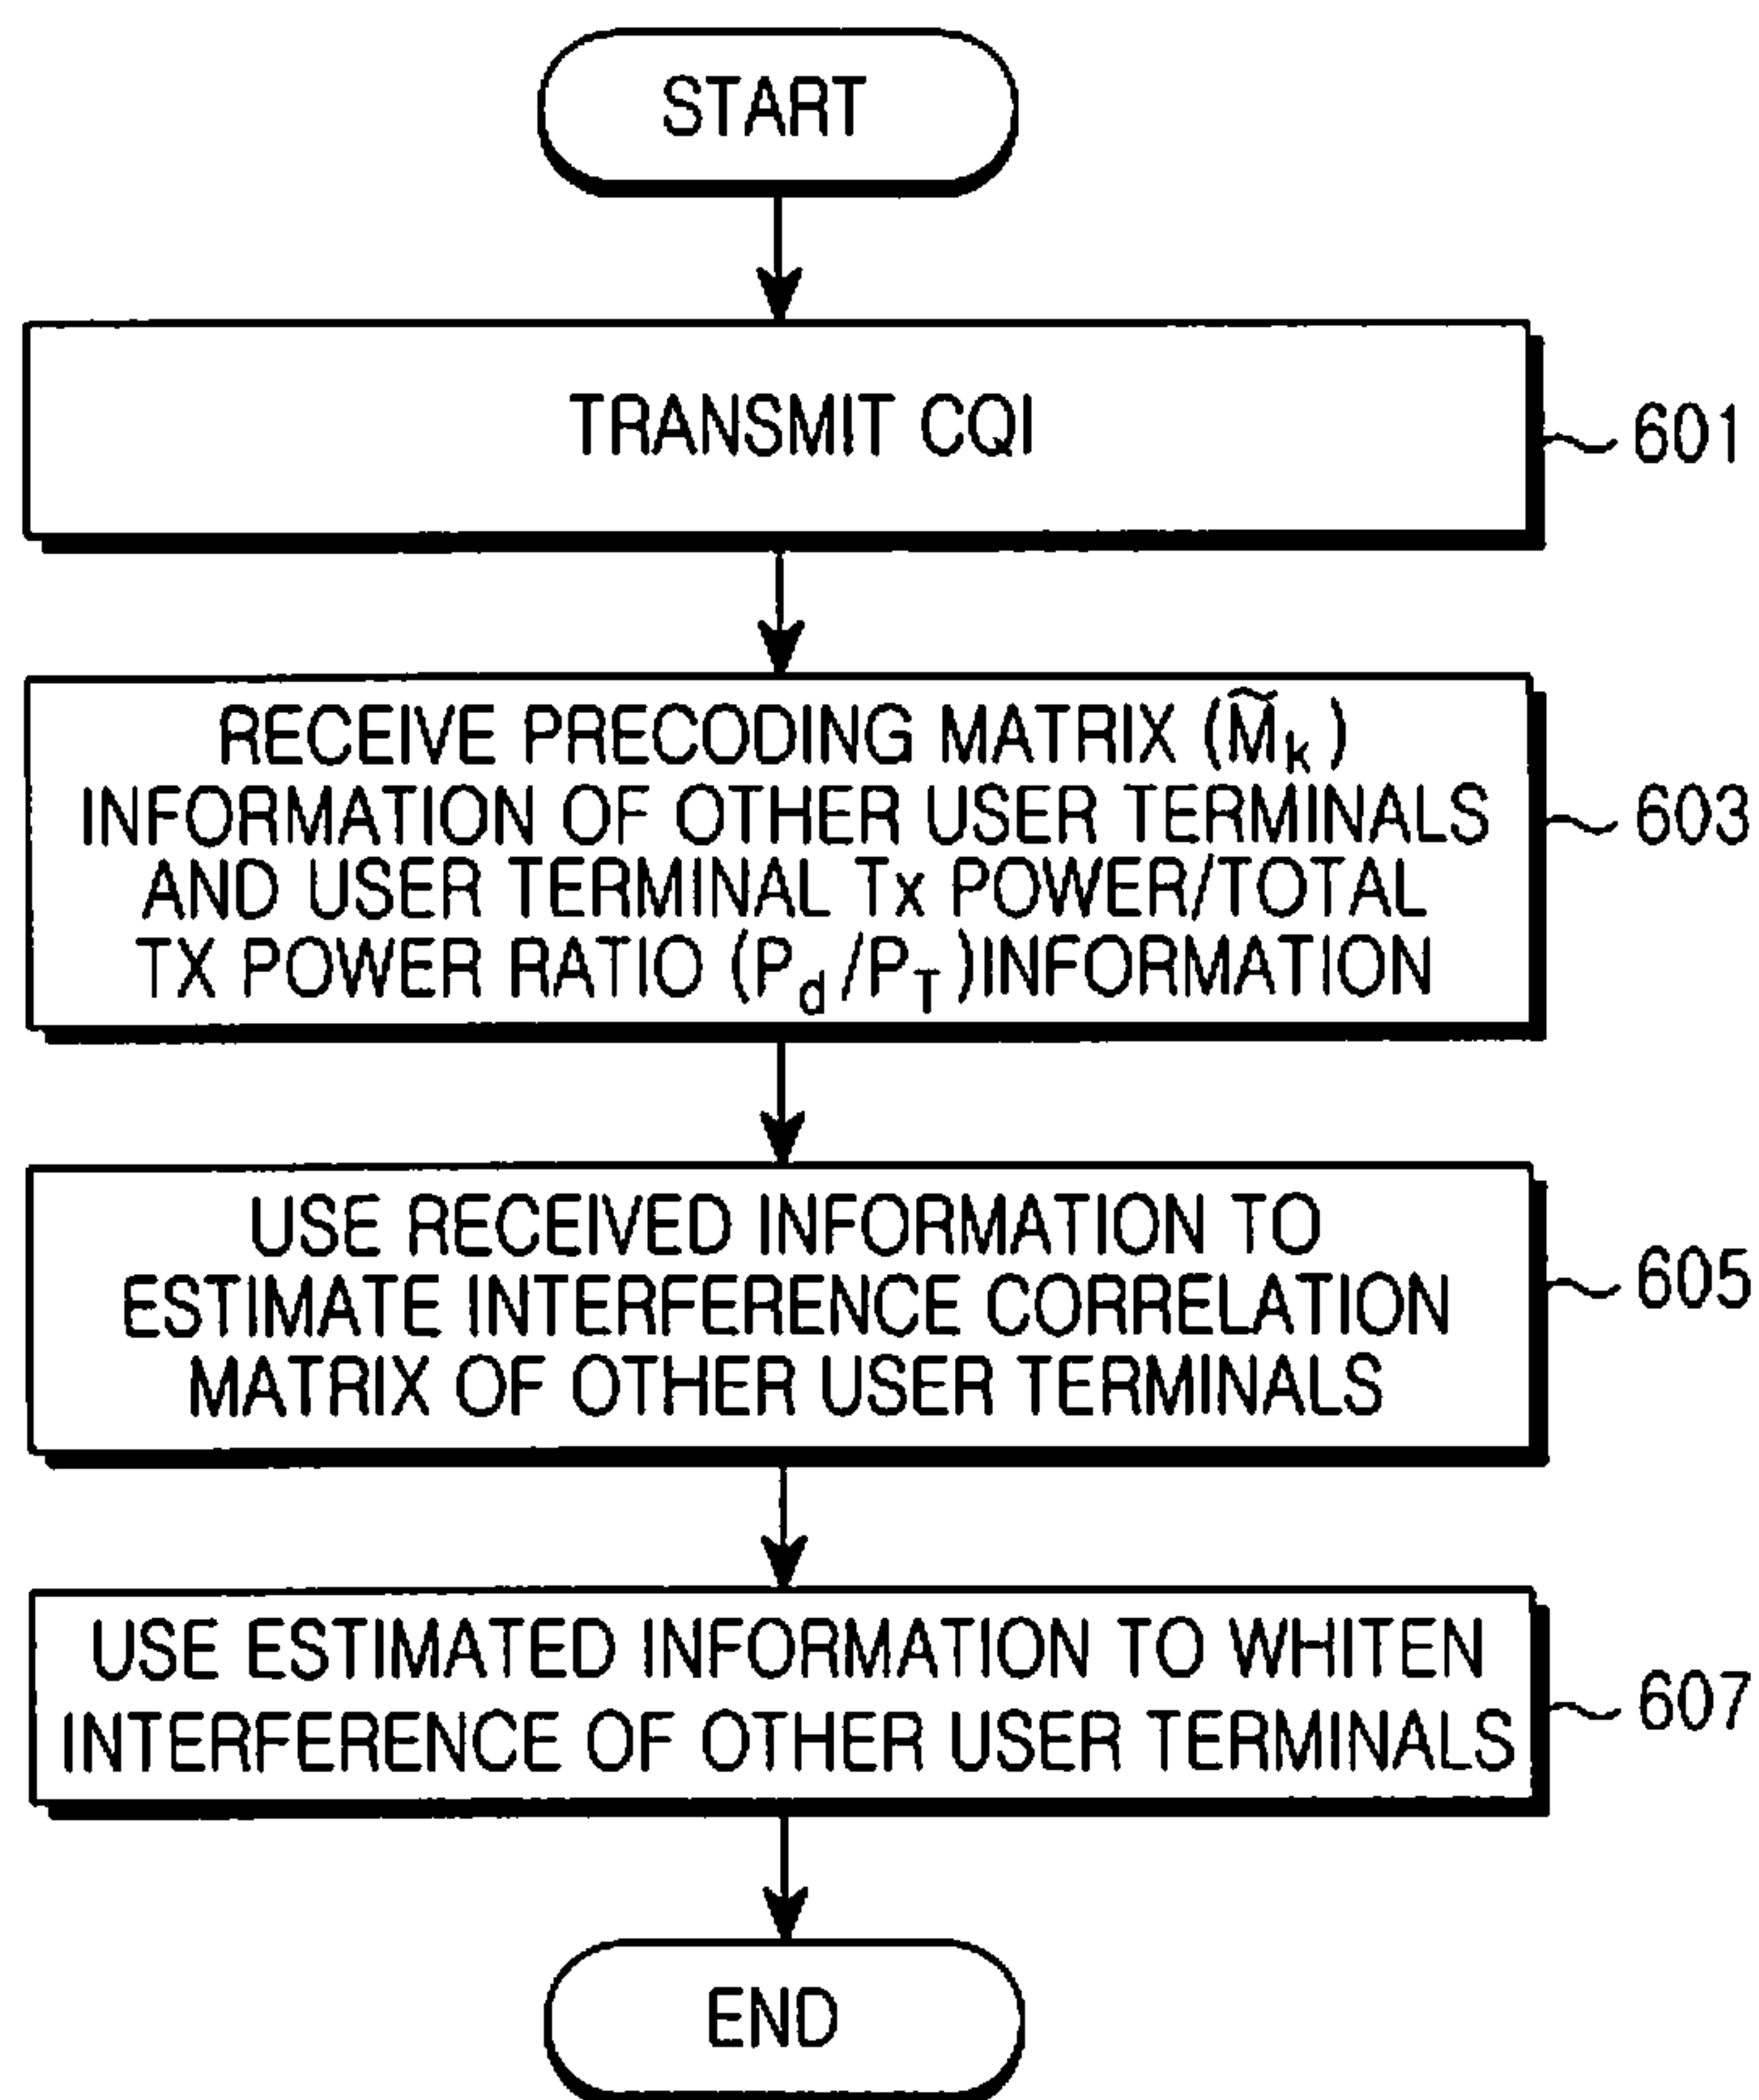 START
TRANSMIT CQI
601
RECEIVE PRECODING MATRIX (M̃k)
INFORMATION OF OTHER USER TERMINALS
AND USER TERMINAL Tx POWER/TOTAL
TX POWER RATIO (Pd/PT)INFORMATION
603
USE RECEIVED INFORMATION TO
ESTIMATE INTERFERENCE CORRELATION
MATRIX OF OTHER USER TERMINALS
605
USE ESTIMATED INFORMATION TO WHITEN
INTERFERENCE OF OTHER USER TERMINALS
607
END